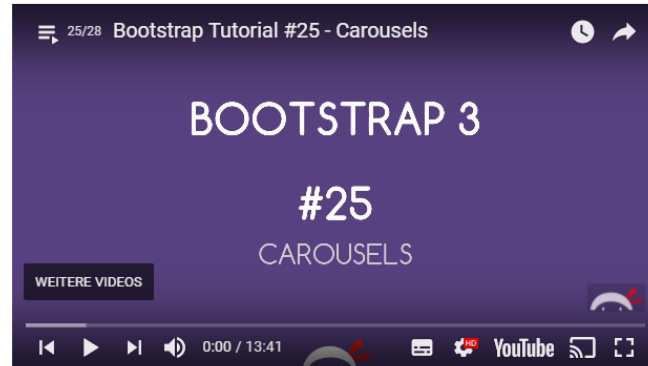 25/28 Bootstrap Tutorial #25 - Carousels
BOOTSTRAP 3
#25
CAROUSELS
WEITERE VIDEOS
0:00 / 13:41 HD YouTube